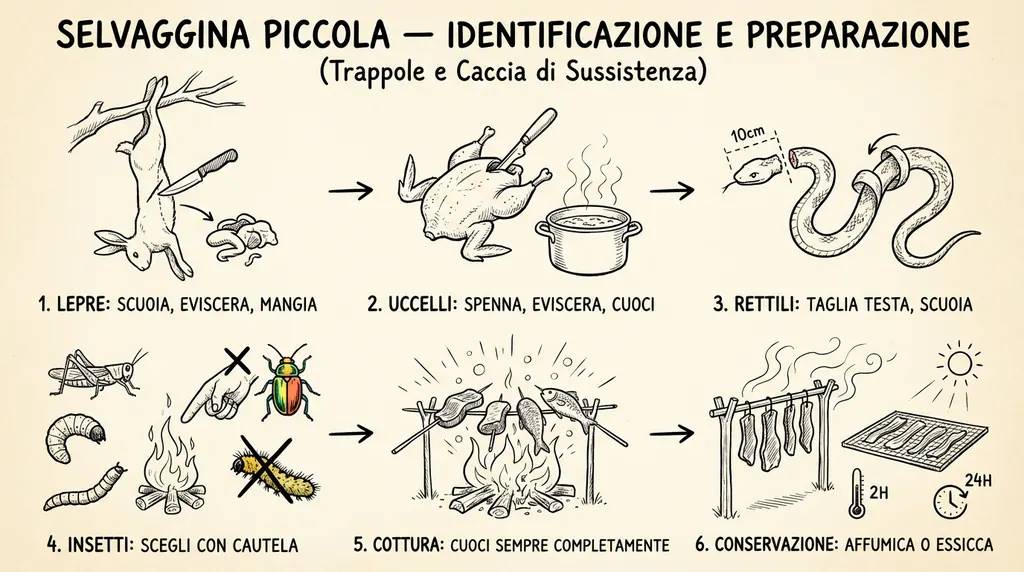 SELVAGGINA PICCOLA — IDENTIFICAZIONE E PREPARAZIONE
(Trappole e Caccia di Sussistenza)
10cm
1. LEPRE: SCUOIA, EVISCERA, MANGIA
2. UCCELLI: SPENNA, EVISCERA, CUOCI
3. RETTILI: TAGLIA TESTA, SCUOIA
2H
24H
4. INSETTI: SCEGLI CON CAUTELA
5. COTTURA: CUOCI SEMPRE COMPLETAMENTE
6. CONSERVAZIONE: AFFUMICA O ESSICCA